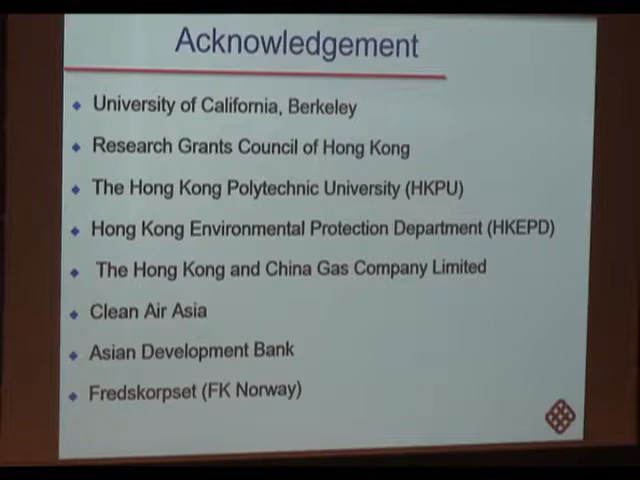 Acknowledgement
University of California, Berkeley
Research Grants Council of Hong Kong
The Hong Kong Polytechnic University (HKPU)
Hong Kong Environmental Protection Department (HKEPD)
The Hong Kong and China Gas Company Limited
Clean Air Asia
Asian Development Bank
Fredskorpset (FK Norway)